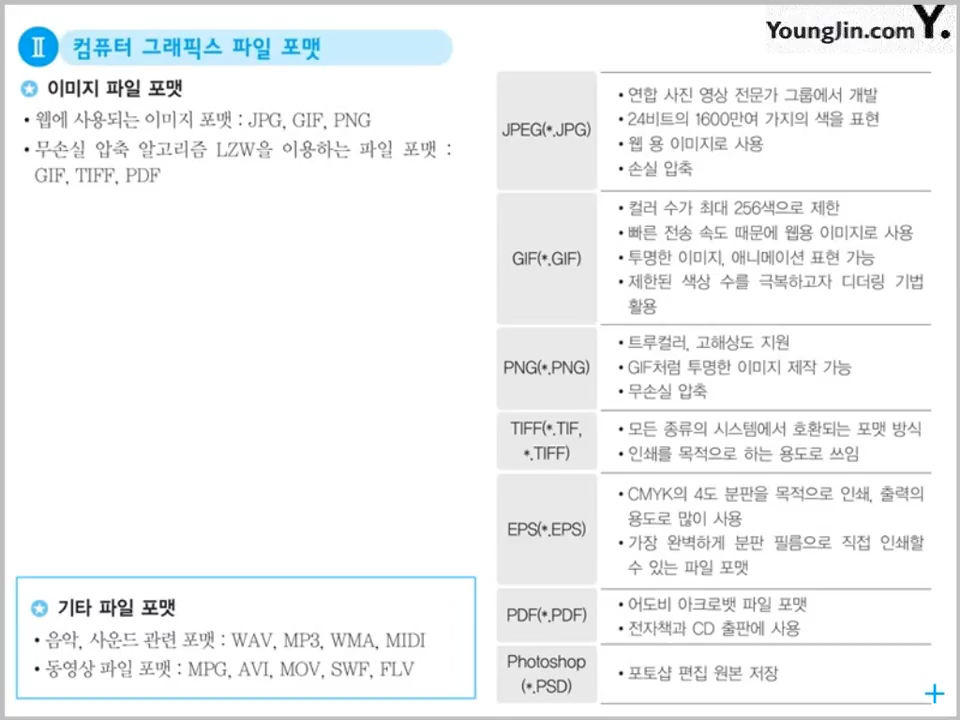 YoungJin.com Y.
Ⅱ 컴퓨터 그래픽스 파일 포맷
이미지 파일 포맷
• 웹에 사용되는 이미지 포맷 : JPG, GIF, PNG
• 무손실 압축 알고리즘 LZW을 이용하는 파일 포맷 :
GIF, TIFF, PDF
기타 파일 포맷
• 음악, 사운드 관련 포맷 : WAV, MP3, WMA, MIDI
• 동영상 파일 포맷 : MPG, AVI, MOV, SWF, FLV
JPEG(*.JPG)
• 연합 사진 영상 전문가 그룹에서 개발
• 24비트의 1600만여 가지의 색을 표현
• 웹 용 이미지로 사용
• 손실 압축
GIF(*.GIF)
• 컬러 수가 최대 256색으로 제한
• 빠른 전송 속도 때문에 웹용 이미지로 사용
• 투명한 이미지, 애니메이션 표현 가능
• 제한된 색상 수를 극복하고자 디더링 기법
활용
PNG(*.PNG)
• 트루컬러, 고해상도 지원
• GIF처럼 투명한 이미지 제작 가능
• 무손실 압축
TIFF(*.TIF,
*.TIFF)
• 모든 종류의 시스템에서 호환되는 포맷 방식
• 인쇄를 목적으로 하는 용도로 쓰임
EPS(*.EPS)
• CMYK의 4도 분판을 목적으로 인쇄, 출력의
용도로 많이 사용
• 가장 완벽하게 분판 필름으로 직접 인쇄할
수 있는 파일 포맷
PDF(*.PDF)
• 어도비 아크로뱃 파일 포맷
• 전자책과 CD 출판에 사용
Photoshop
(*.PSD)
• 포토샵 편집 원본 저장